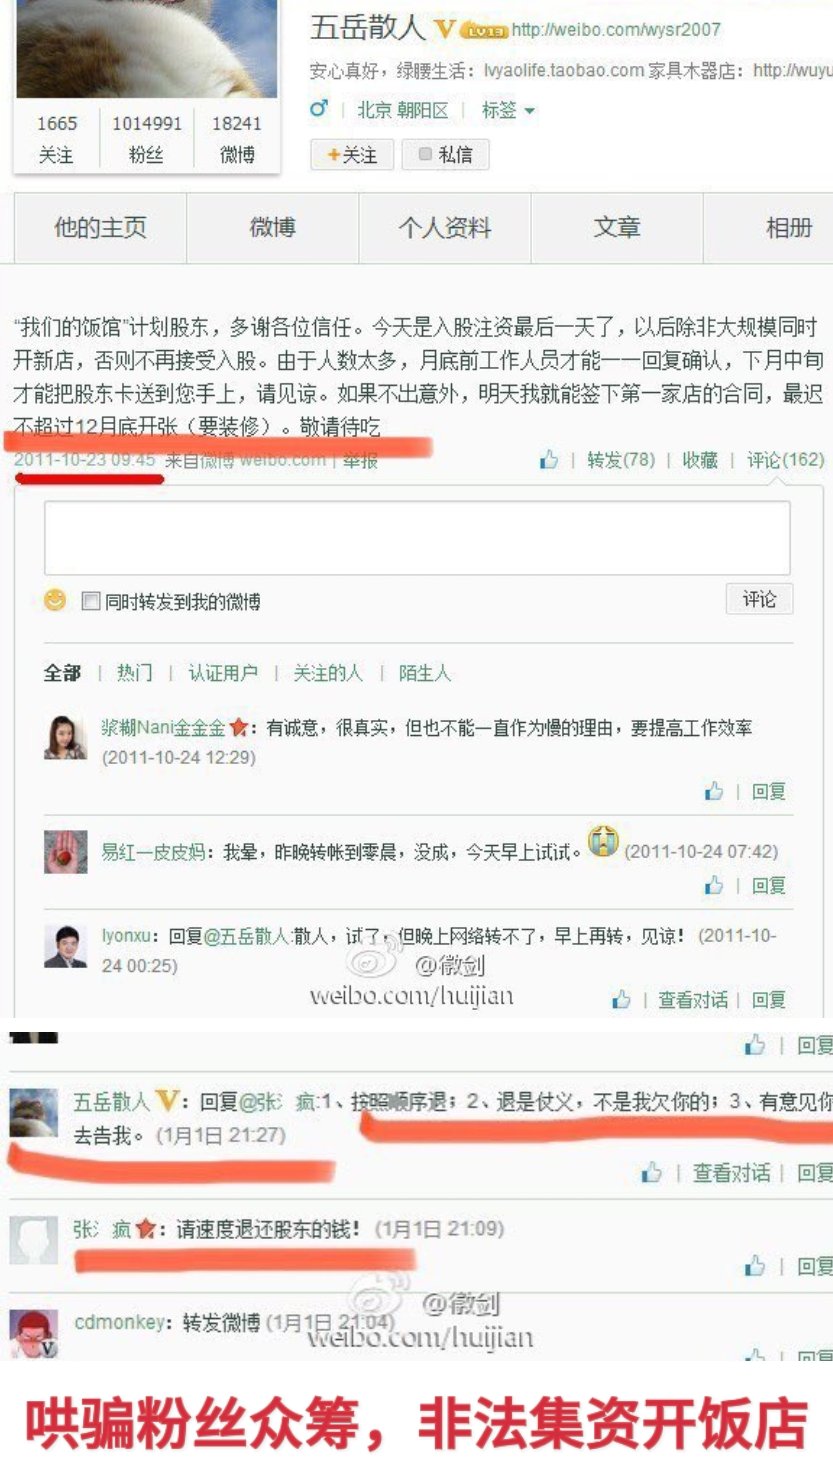 五岳散人 V LV13 http://weibo.com/wysr2007
安心真好，绿腰生活：lvyaolife.taobao.com 家具木器店：http://wuyu
北京 朝阳区 | 标签
1665 1014991 18241
关注 粉丝 微博
+关注 私信
他的主页 微博 个人资料 文章 相册
“我们的饭馆”计划股东，多谢各位信任。今天是入股注资最后一天了，以后除非大规模同时
开新店，否则不再接受入股。由于人数太多，月底前工作人员才能一一回复确认，下月中旬
才能把股东卡送到您手上，请见谅。如果不出意外，明天我就能签下第一家店的合同，最迟
不超过12月底开张（要装修）。敬请待吃
2011-10-23 09:45 来自微博 weibo.com | 举报 | 转发(78) | 收藏 | 评论(162)
同时转发到我的微博 评论
全部 | 热门 | 认证用户 | 关注的人 | 陌生人
浆糊Nani金金金：有诚意，很真实，但也不能一直作为慢的理由，要提高工作效率
(2011-10-24 12:29)
| 回复
易红一皮皮妈：我晕，昨晚转帐到零晨，没成，今天早上试试。 (2011-10-24 07:42)
| 回复
lyonxu：回复@五岳散人:散人，试了，但晚上网络转不了，早上再转，见谅！ (2011-10-
24 00:25)
@徽剑
weibo.com/huijian
| 查看对话 | 回复
| 回复
五岳散人 V：回复@张 疯:1、按照顺序退；2、退是仗义，不是我欠你的；3、有意见你
去告我。 (1月1日 21:27)
| 查看对话 | 回复
张 疯：请速度退还股东的钱！ (1月1日 21:09)
| 回复
@徽剑
cdmonkey：转发微博 (1月1日 21:04)
weibo.com/huijian
| 回复
哄骗粉丝众筹，非法集资开饭店